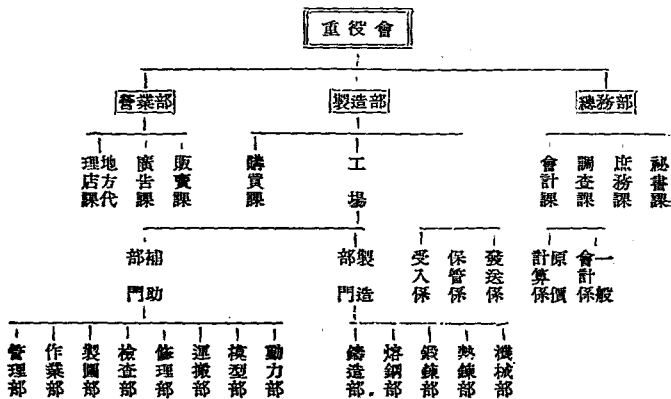 重役會
營業部
製造部
總務部
地方代
理店課
廣告課
販賣課
購買課
工場
會計課
調査課
庶務課
秘書課
補助
部門
製造
部門
受入係
保管係
發送係
原價
計算係
一般
會計係
管理部
作業部
製圖部
檢査部
修理部
運搬部
模型部
動力部
鑄造部
熔鋼部
鍛鍊部
熱鍊部
機械部